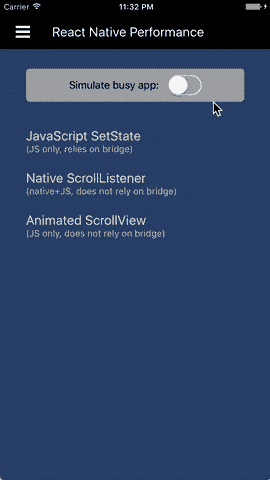 Carrier 11:32 PM
React Native Performance
Simulate busy app:
JavaScript SetState
(JS only, relies on bridge)
Native ScrollListener
(native+JS, does not rely on bridge)
Animated ScrollView
(JS only, does not rely on bridge)